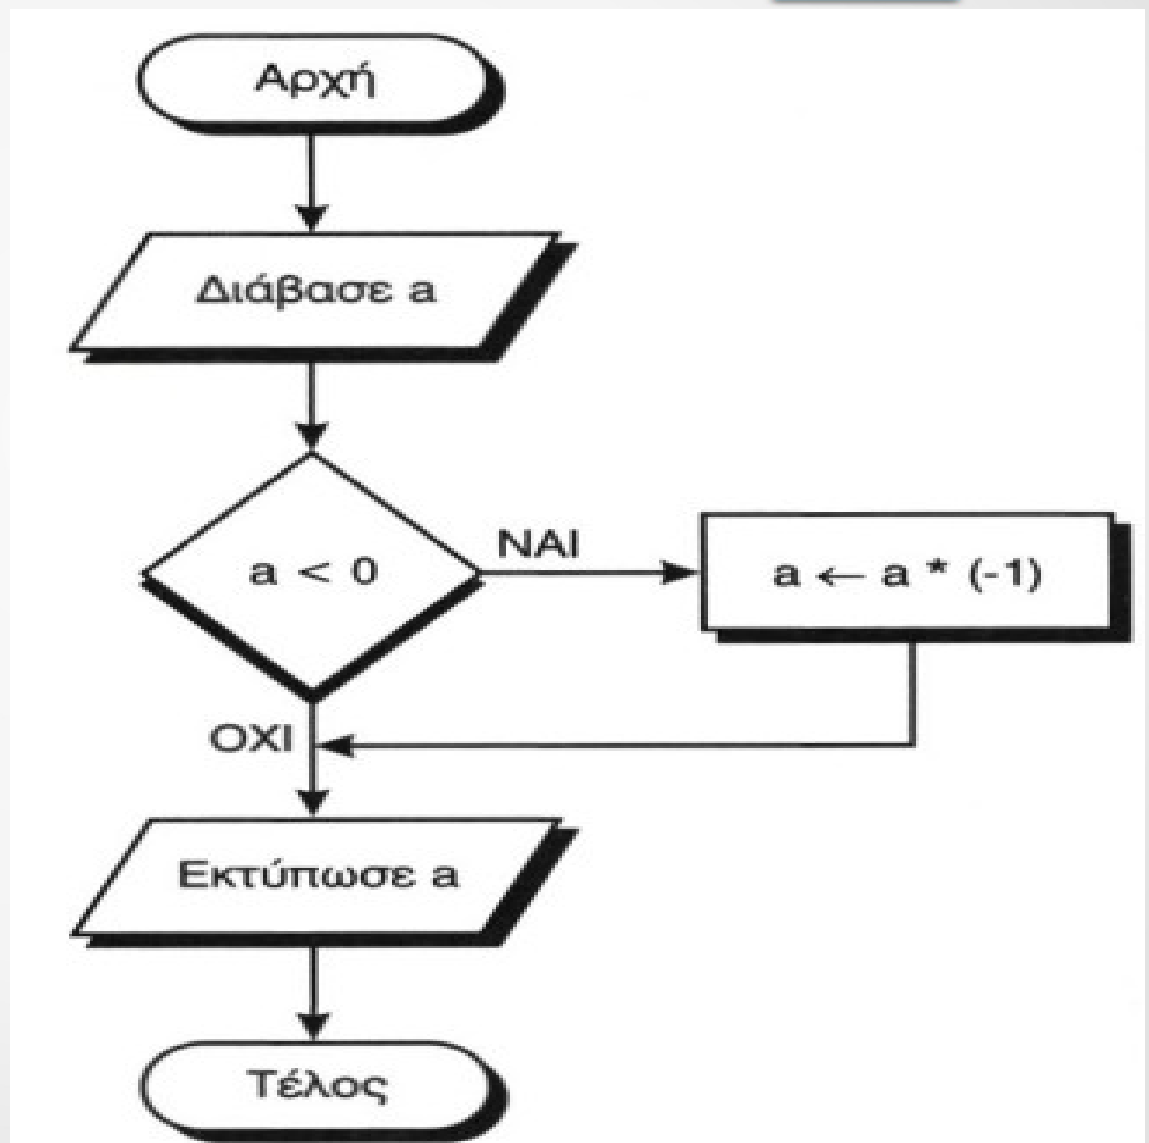 Αρχή
Διάβασε a
a < 0
ΝΑΙ
a ← a * (-1)
ΟΧΙ
Εκτύπωσε a
Τέλος